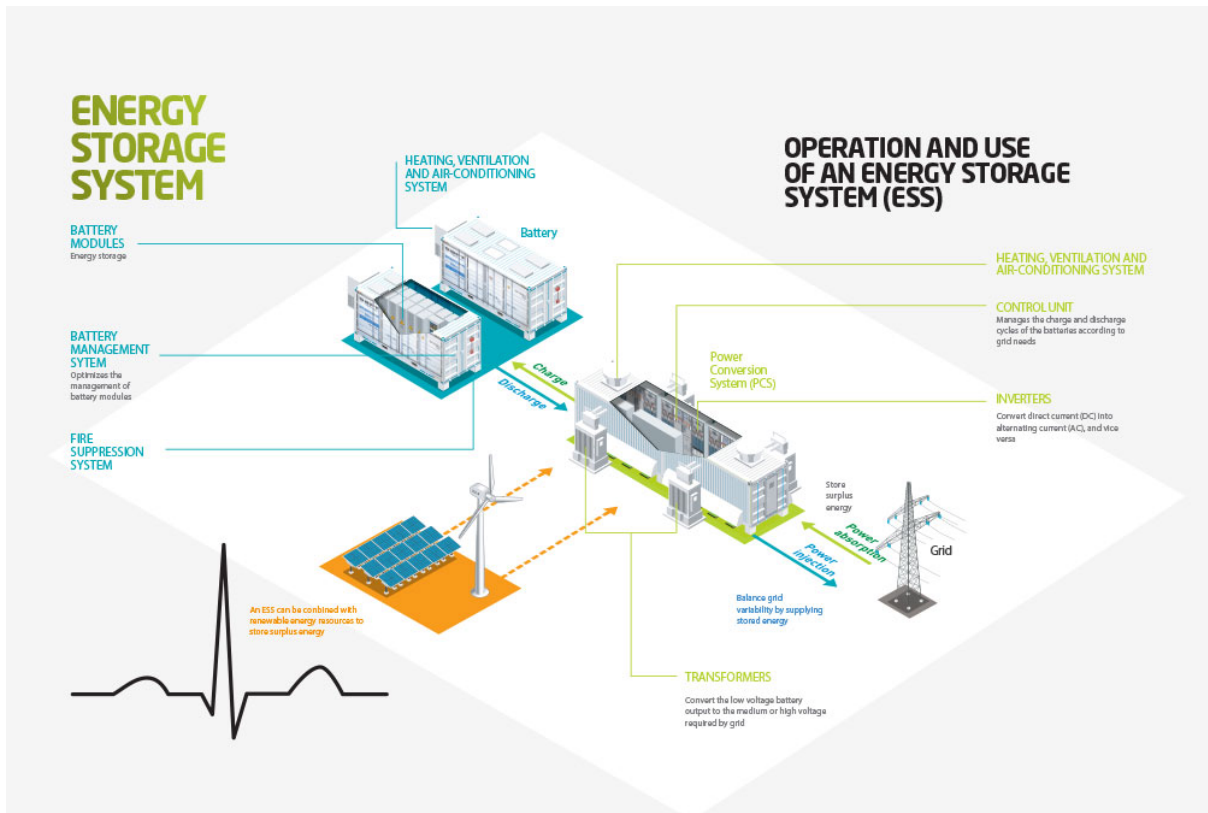 ENERGY
STORAGE
SYSTEM
OPERATION AND USE
OF AN ENERGY STORAGE
SYSTEM (ESS)
HEATING, VENTILATION
AND AIR-CONDITIONING
SYSTEM
BATTERY
MODULES
Energy storage
Battery
BATTERY
MANAGEMENT
SYTEM
Optimizes the
management of
battery modules
FIRE
SUPPRESSION
SYSTEM
Charge
Discharge
Power
Conversion
System (PCS)
HEATING, VENTILATION AND
AIR-CONDITIONING SYSTEM
CONTROL UNIT
Manages the charge and discharge
cycles of the batteries according to
grid needs
INVERTERS
Convert direct current (DC) into
alternating current (AC), and vice
versa
Store
surplus
energy
Power
absorption
Power
injection
Grid
Balance grid
variability by supplying
stored energy
An ESS can be conbined with
renewable energy resources to
store surplus energy
TRANSFORMERS
Convert the low voltage battery
output to the medium or high voltage
required by grid